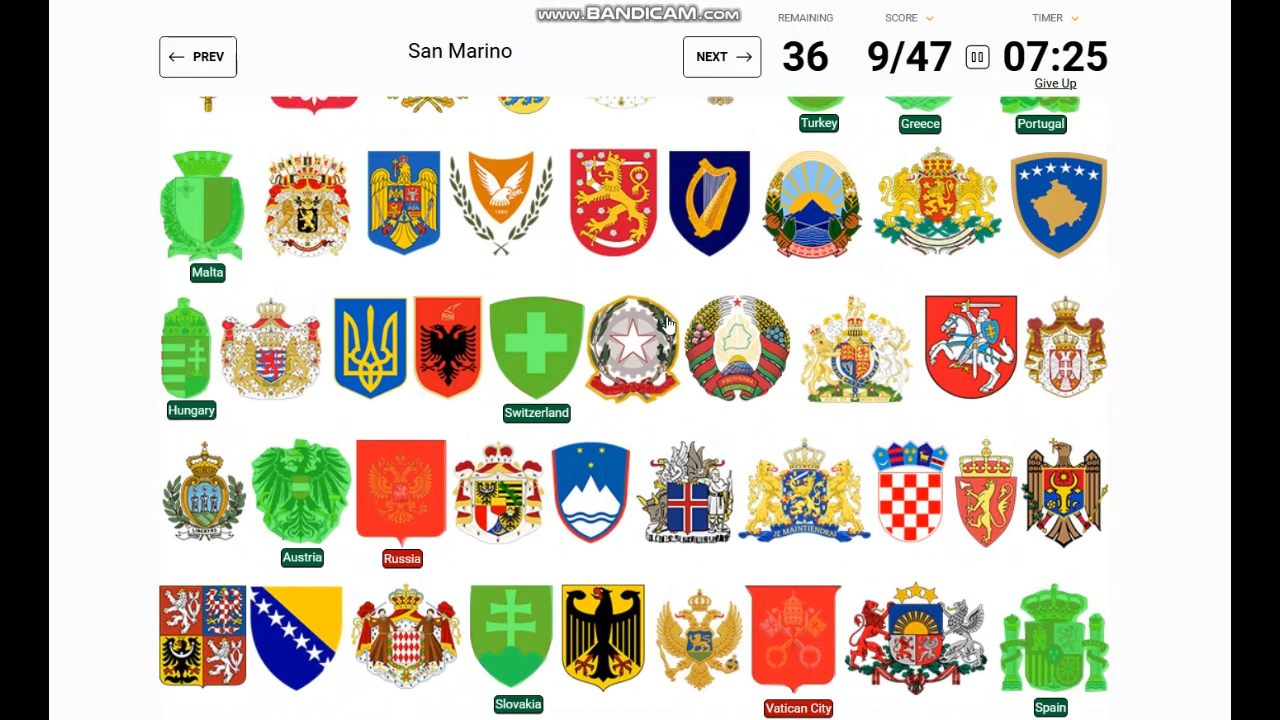 www.BANDICAM.com
REMAINING
SCORE
TIMER
← PREV
San Marino
NEXT →
36
9/47
07:25
Give Up
Turkey
Greece
Portugal
Malta
Hungary
Switzerland
LIBERTAS
JE MAINTIENDRAI
Austria
Russia
Slovakia
Vatican City
Spain